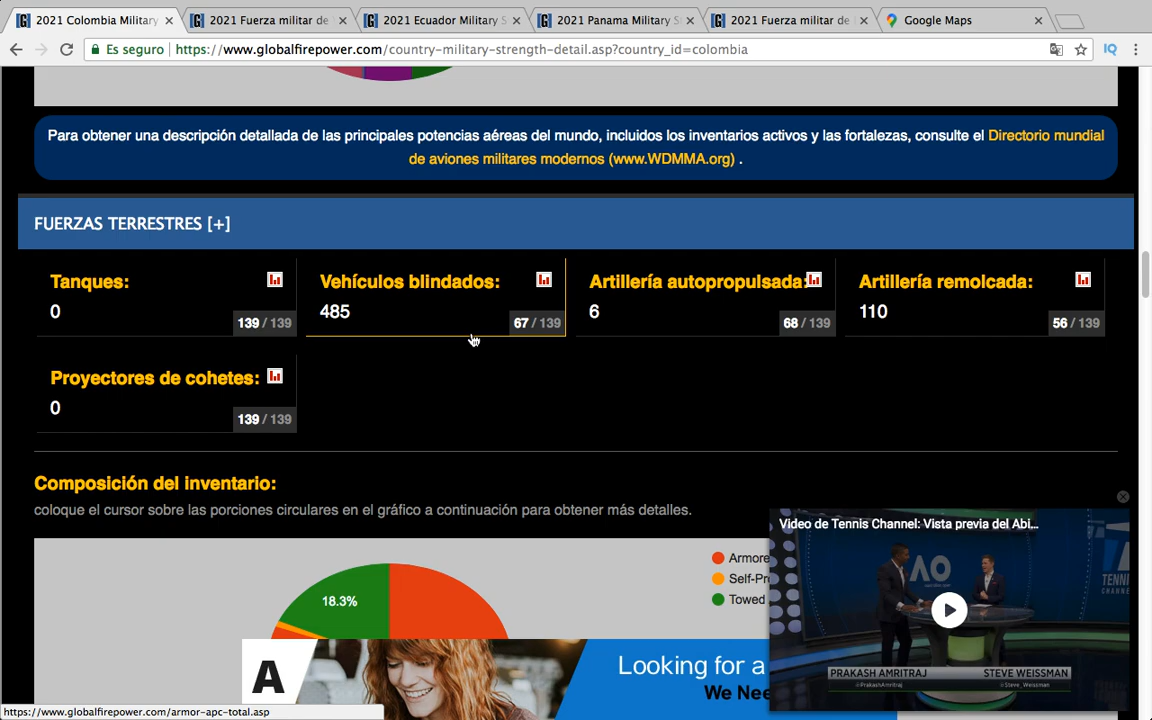 2021 Colombia Military
2021 Fuerza militar de
2021 Ecuador Military S
2021 Panama Military S
2021 Fuerza militar de
Google Maps
Es seguro
https://www.globalfirepower.com/country-military-strength-detail.asp?country_id=colombia
Para obtener una descripción detallada de las principales potencias aéreas del mundo, incluidos los inventarios activos y las fortalezas, consulte el Directorio mundial
de aviones militares modernos (www.WDMMA.org) .
FUERZAS TERRESTRES [+]
Tanques:
0
139 / 139
Vehículos blindados:
485
67 / 139
Artillería autopropulsada:
6
68 / 139
Artillería remolcada:
110
56 / 139
Proyectores de cohetes:
0
139 / 139
Composición del inventario:
coloque el cursor sobre las porciones circulares en el gráfico a continuación para obtener más detalles.
18.3%
Armore
Self-Pr
Towed
Video de Tennis Channel: Vista previa del Abi...
AO
TENNIS
CHANNEL
PRAKASH AMRITRAJ
@PrakashAmritraj
STEVE WEISSMAN
@Steve_Weissman
A
Looking for a
We Nee
https://www.globalfirepower.com/armor-apc-total.asp